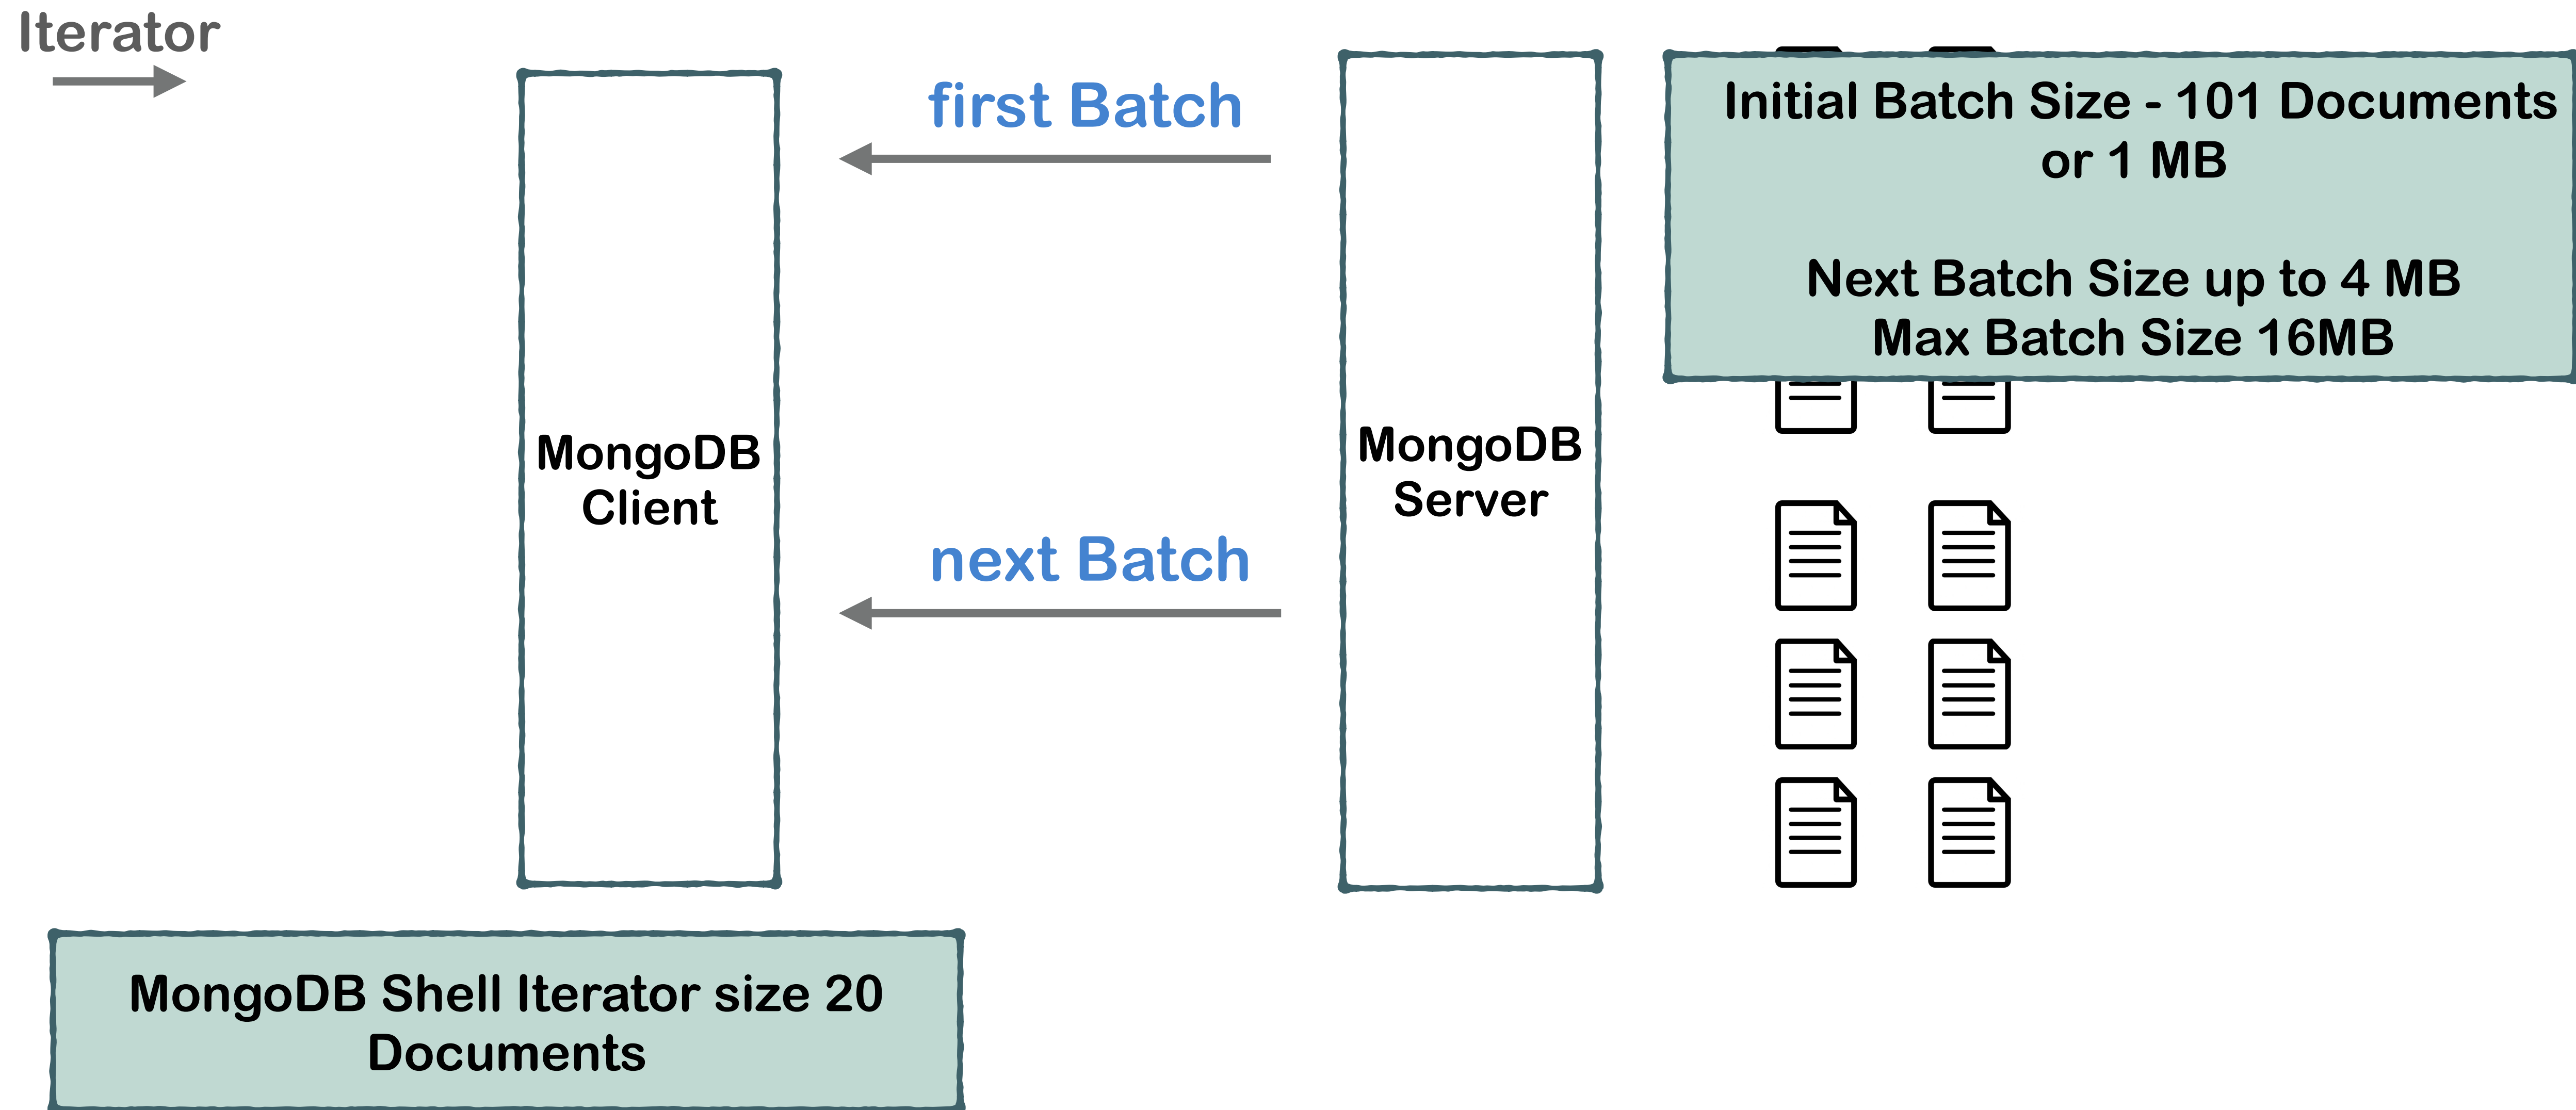 Iterator
first Batch
Initial Batch Size - 101 Documents
or 1 MB
Next Batch Size up to 4 MB
Max Batch Size 16MB
MongoDB
Client
MongoDB
Server
next Batch
MongoDB Shell Iterator size 20
Documents